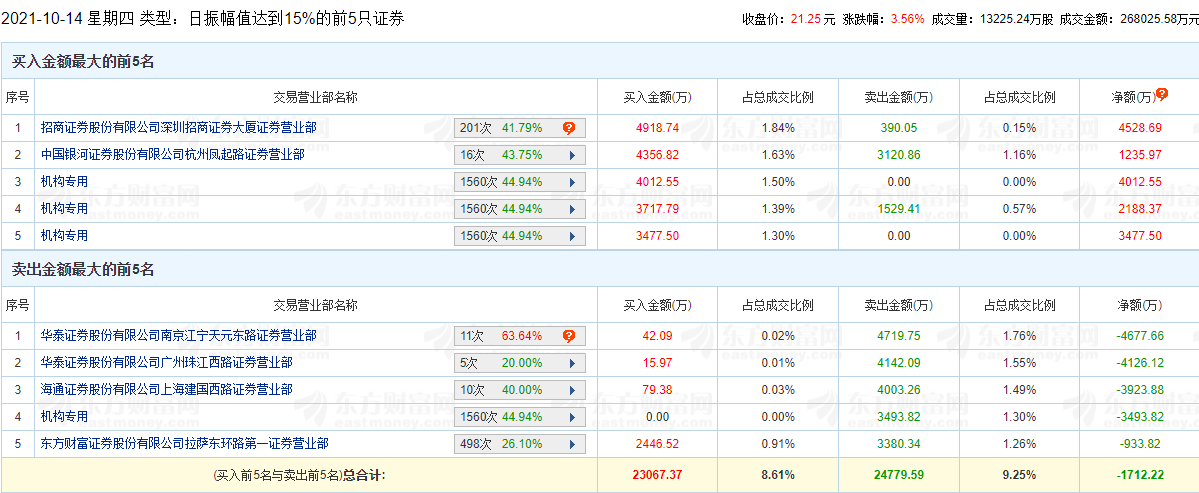 2021-10-14 星期四 类型：日振幅值达到15%的前5只证券 收盘价：21.25 元 涨跌幅：3.56% 成交量：13225.24万股 成交金额：268025.58万元
买入金额最大的前5名
序号 交易营业部名称 买入金额(万) 占总成交比例 卖出金额(万) 占总成交比例 净额(万)?
1 招商证券股份有限公司深圳招商证券大厦证券营业部 201次 41.79% ? 4918.74 1.84% 390.05 0.15% 4528.69
2 中国银河证券股份有限公司杭州凤起路证券营业部 16次 43.75% 4356.82 1.63% 3120.86 1.16% 1235.97
3 机构专用 1560次 44.94% 4012.55 1.50% 0.00 0.00% 4012.55
4 机构专用 1560次 44.94% 3717.79 1.39% 1529.41 0.57% 2188.37
5 机构专用 1560次 44.94% 3477.50 1.30% 0.00 0.00% 3477.50
卖出金额最大的前5名
序号 交易营业部名称 买入金额(万) 占总成交比例 卖出金额(万) 占总成交比例 净额(万)
1 华泰证券股份有限公司南京江宁天元东路证券营业部 11次 63.64% ? 42.09 0.02% 4719.75 1.76% -4677.66
2 华泰证券股份有限公司广州珠江西路证券营业部 5次 20.00% 15.97 0.01% 4142.09 1.55% -4126.12
3 海通证券股份有限公司上海建国西路证券营业部 10次 40.00% 79.38 0.03% 4003.26 1.49% -3923.88
4 机构专用 1560次 44.94% 0.00 0.00% 3493.82 1.30% -3493.82
5 东方财富证券股份有限公司拉萨东环路第一证券营业部 498次 26.10% 2446.52 0.91% 3380.34 1.26% -933.82
(买入前5名与卖出前5名)总合计: 23067.37 8.61% 24779.59 9.25% -1712.22
东方财富网
eastmoney.com